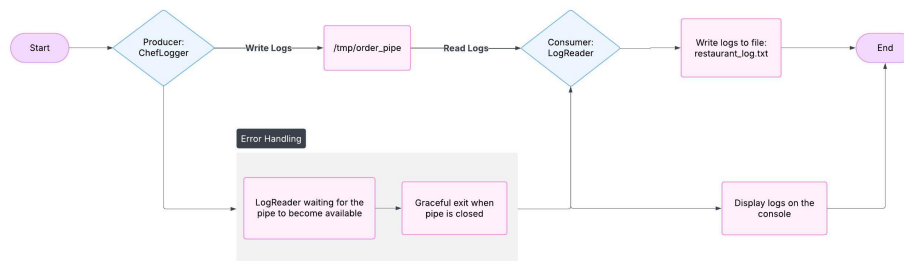 Start
Producer:
ChefLogger
Write Logs
/tmp/order_pipe
Read Logs
Consumer:
LogReader
Write logs to file:
restaurant_log.txt
End
Error Handling
LogReader waiting for the
pipe to become available
Graceful exit when
pipe is closed
Display logs on the
console